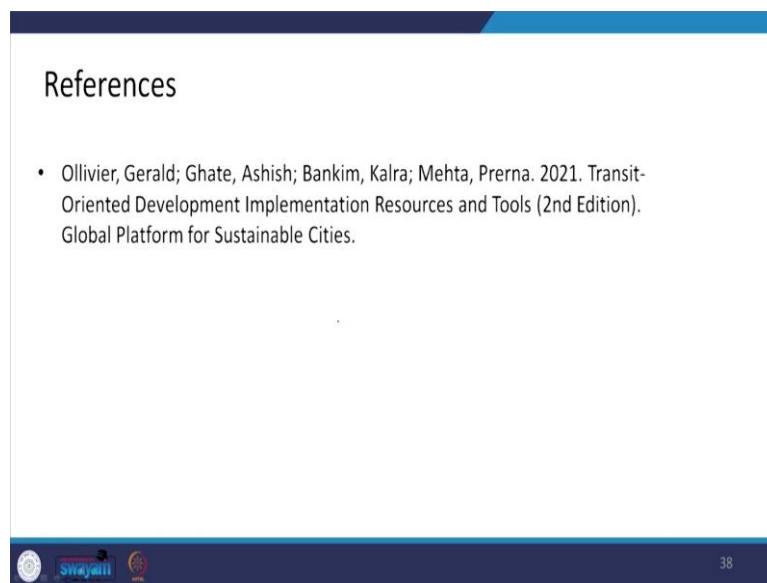 References
• Ollivier, Gerald; Ghate, Ashish; Bankim, Kalra; Mehta, Prerna. 2021. Transit-
Oriented Development Implementation Resources and Tools (2nd Edition).
Global Platform for Sustainable Cities.
swayam
38